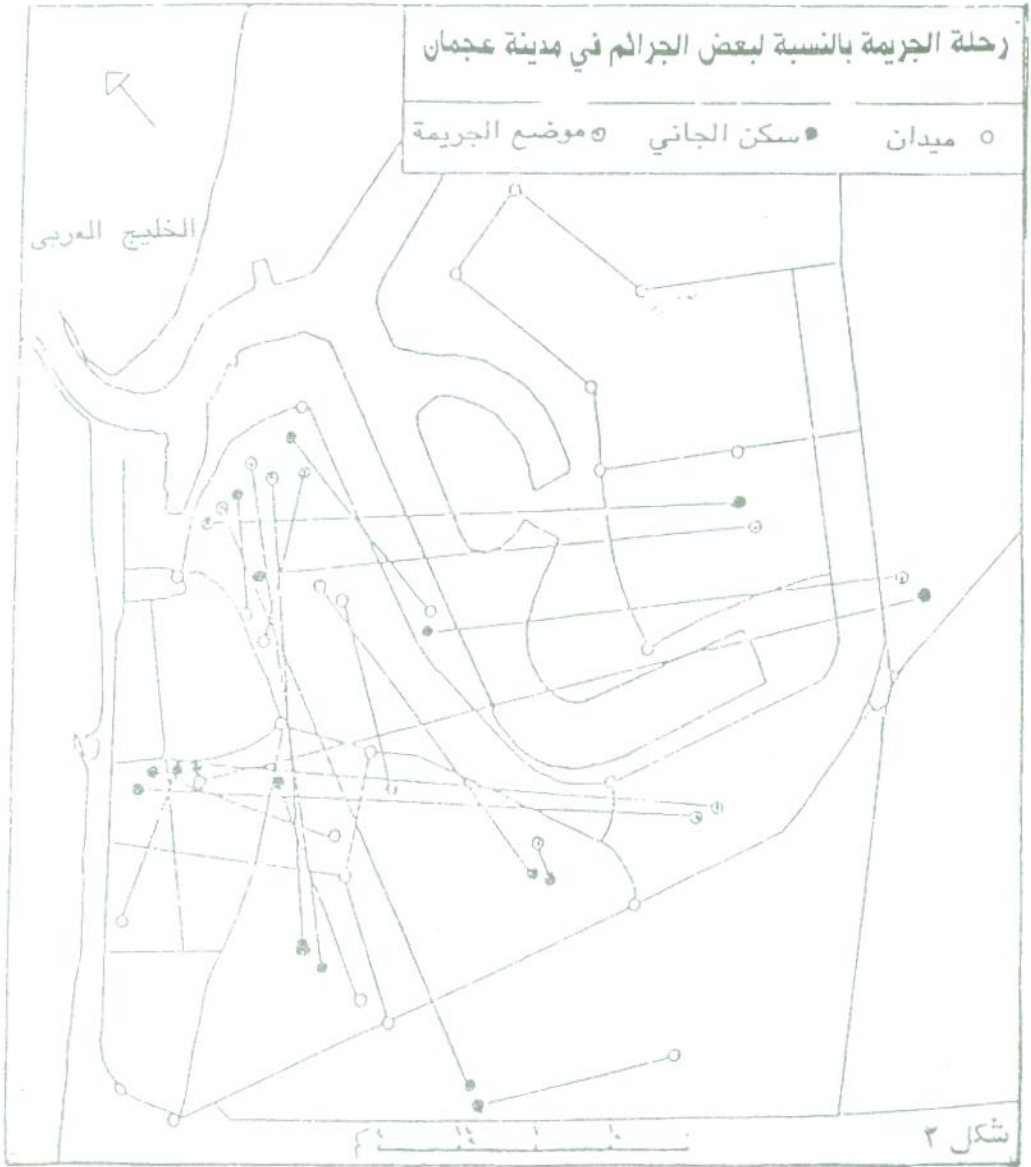 رحلة الجريمة بالنسبة لبعض الجرائم في مدينة عجمان
ميدان سكن الجاني موضع الجريمة
الخليج العربي
شكل ٣